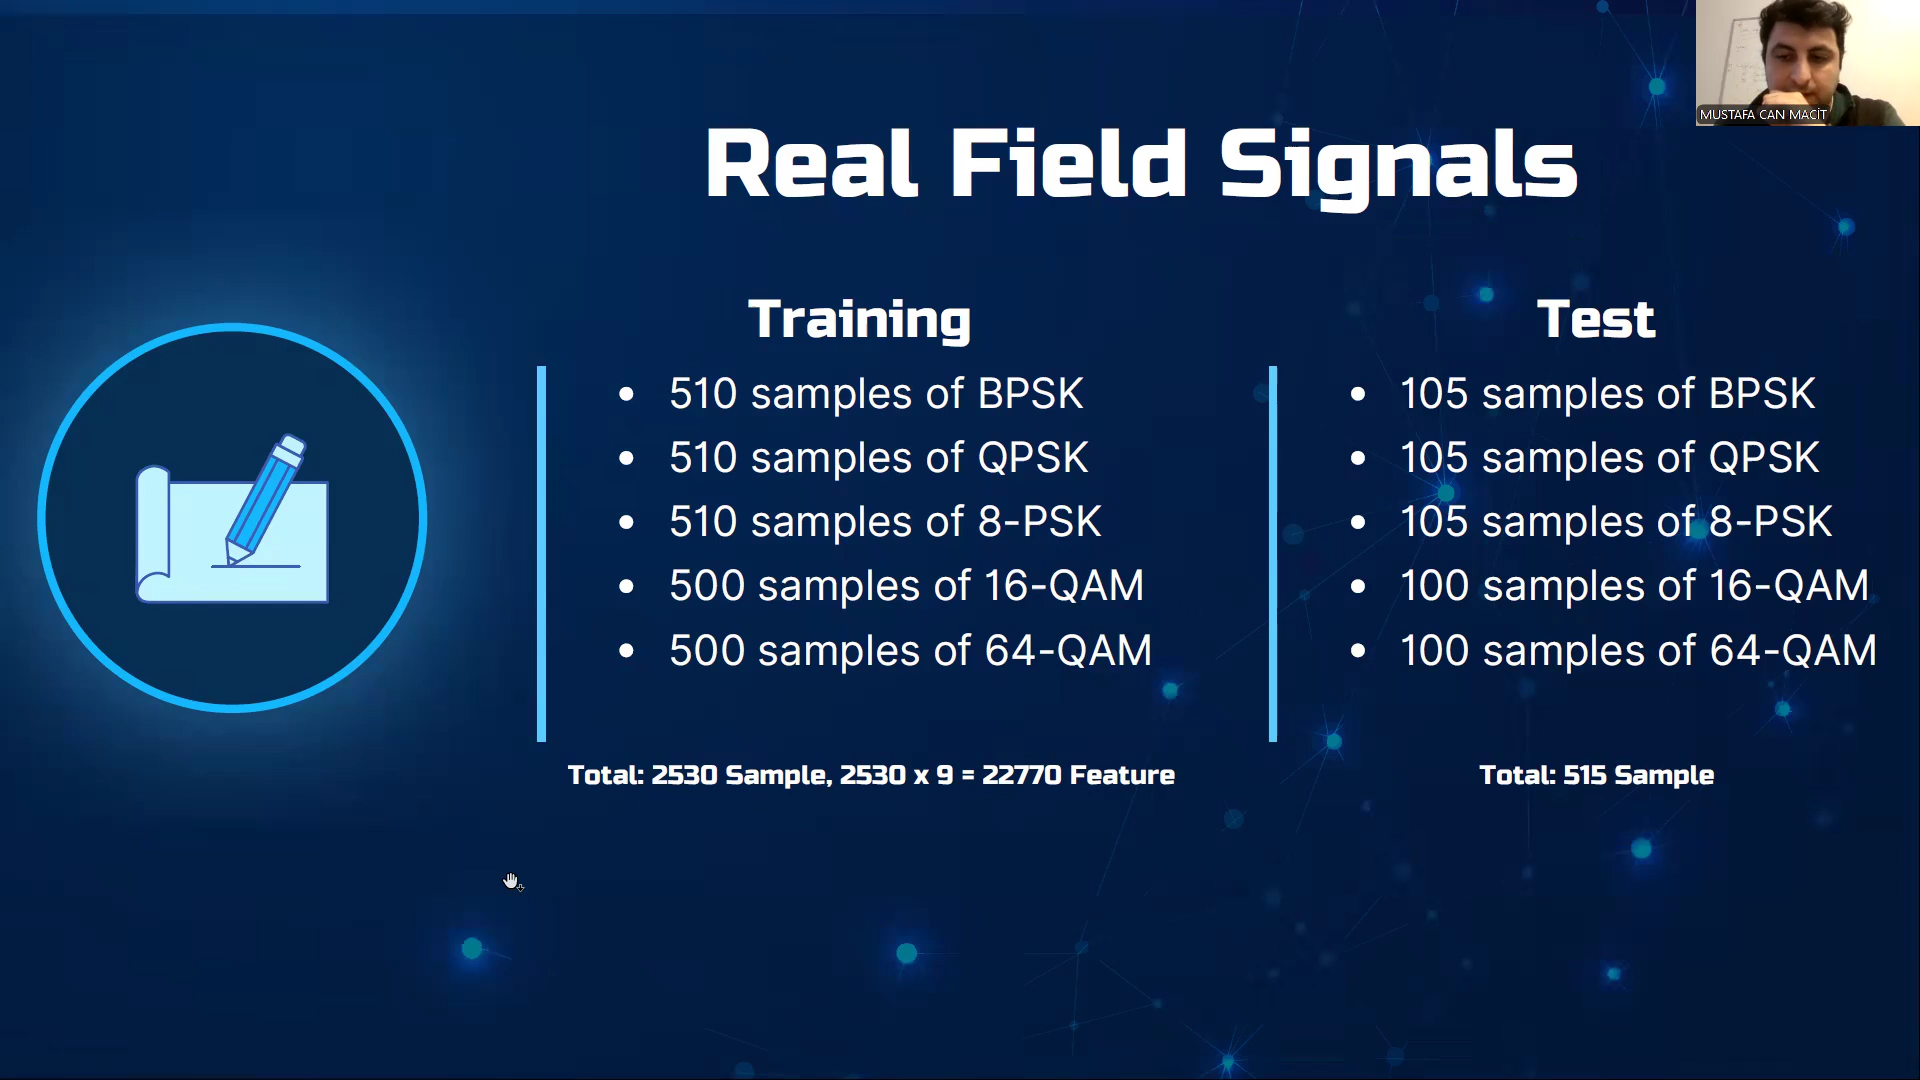 MUSTAFA CAN MACİT
Real Field Signals
Training
• 510 samples of BPSK
• 510 samples of QPSK
• 510 samples of 8-PSK
• 500 samples of 16-QAM
• 500 samples of 64-QAM
Total: 2530 Sample, 2530 x 9 = 22770 Feature
Test
• 105 samples of BPSK
• 105 samples of QPSK
• 105 samples of 8-PSK
• 100 samples of 16-QAM
• 100 samples of 64-QAM
Total: 515 Sample